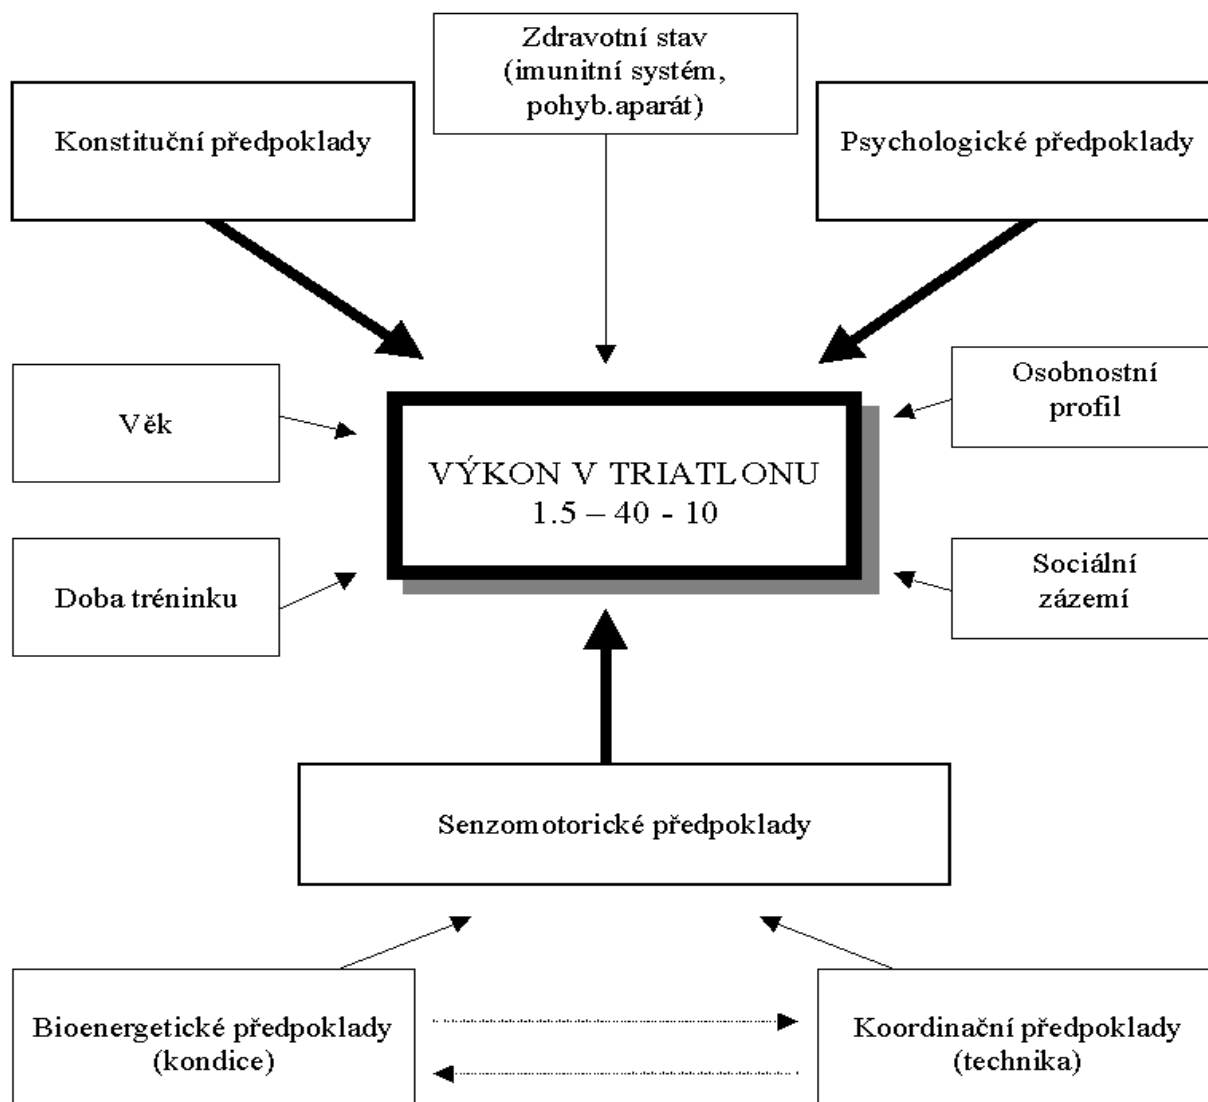 Zdravotní stav
(imunitní systém,
pohyb.aparát)
Konstituční předpoklady
Psychologické předpoklady
Věk
Osobnostní
profil
VÝKON V TRIATLONU
1.5 – 40 - 10
Doba tréninku
Sociální
zázemí
Senzomotorické předpoklady
Bioenergetické předpoklady
(kondice)
Koordinační předpoklady
(technika)